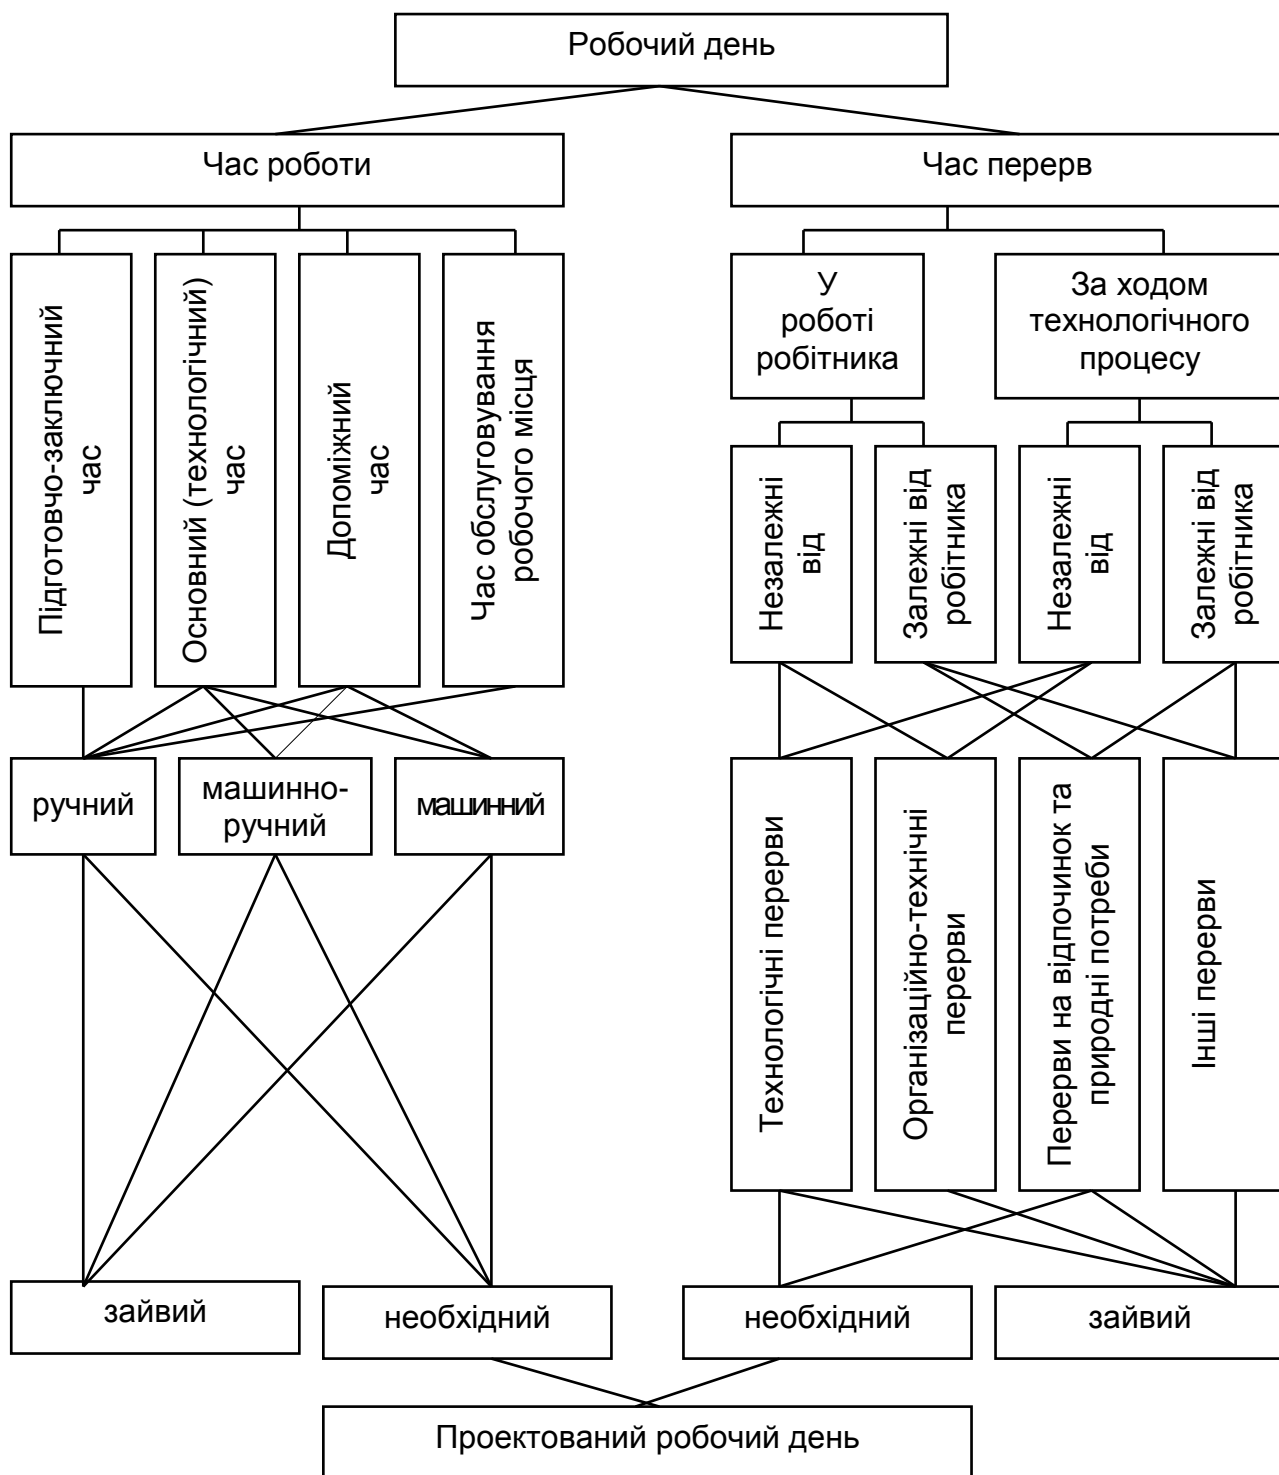 Робочий день
Час роботи
Час перерв
Підготовчо-заключний
час
Основний (технологічний)
час
Допоміжний
час
Час обслуговування
робочого місця
У
роботі
робітника
За ходом
технологічного
процесу
Незалежні
від
Залежні від
робітника
Незалежні
від
Залежні від
робітника
ручний
машинно-
ручний
машинний
Технологічні перерви
Організаційно-технічні
перерви
Перерви на відпочинок та
природні потреби
Інші перерви
зайвий
необхідний
необхідний
зайвий
Проектований робочий день